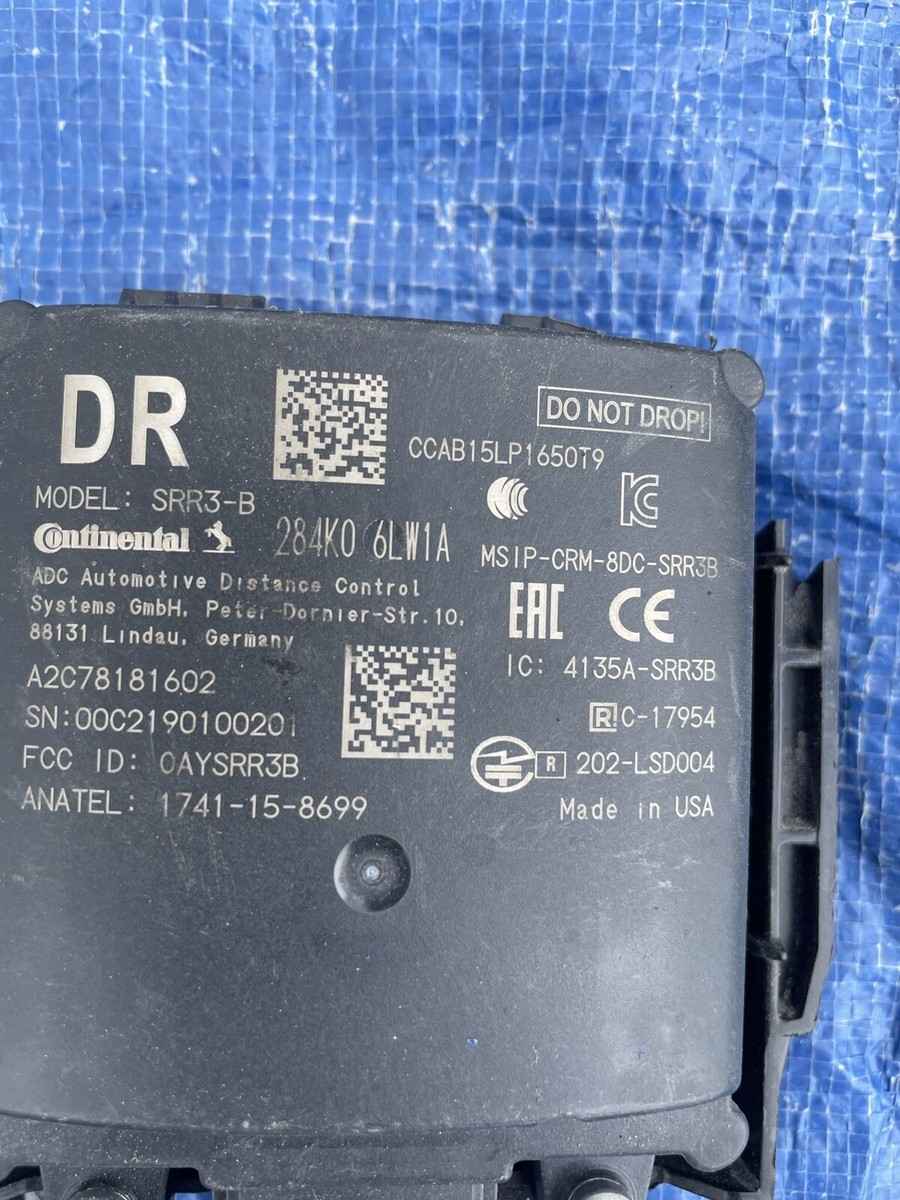 DR
DO NOT DROP!
CCAB15LP1650T9
MODEL: SRR3-B
Continental
284K0 6LW1A
MSIP-CRM-8DC-SRR3B
ADC Automotive Distance Control
Systems GmbH, Peter-Dornier-Str.10,
88131 Lindau, Germany
EAC CE
IC: 4135A-SRR3B
A2C78181602
SN:00C2190100201
R C-17954
FCC ID: OAYSRR3B
R 202-LSD004
ANATEL: 1741-15-8699
Made in USA